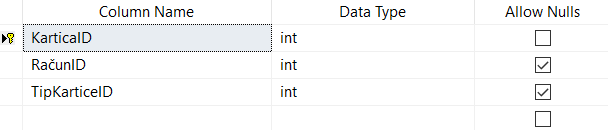 Column Name Data Type Allow Nulls
KarticaID int
RačunID int
TipKarticeID int